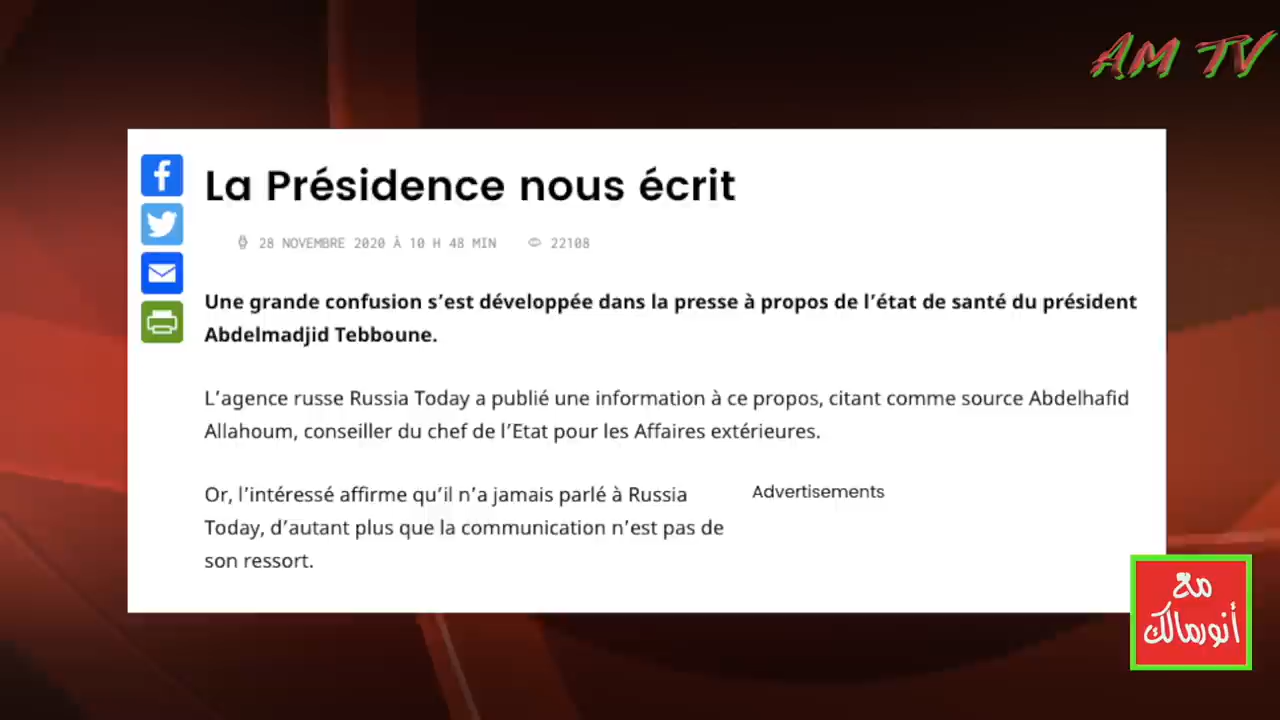 AM TV
La Présidence nous écrit
28 NOVEMBRE 2020 À 10 H 48 MIN 22108
Une grande confusion s’est développée dans la presse à propos de l’état de santé du président
Abdelmadjid Tebboune.
L’agence russe Russia Today a publié une information à ce propos, citant comme source Abdelhafid
Allahoum, conseiller du chef de l’Etat pour les Affaires extérieures.
Or, l’intéressé affirme qu’il n’a jamais parlé à Russia
Today, d’autant plus que la communication n’est pas de
son ressort.
Advertisements
مع
أنورمالك